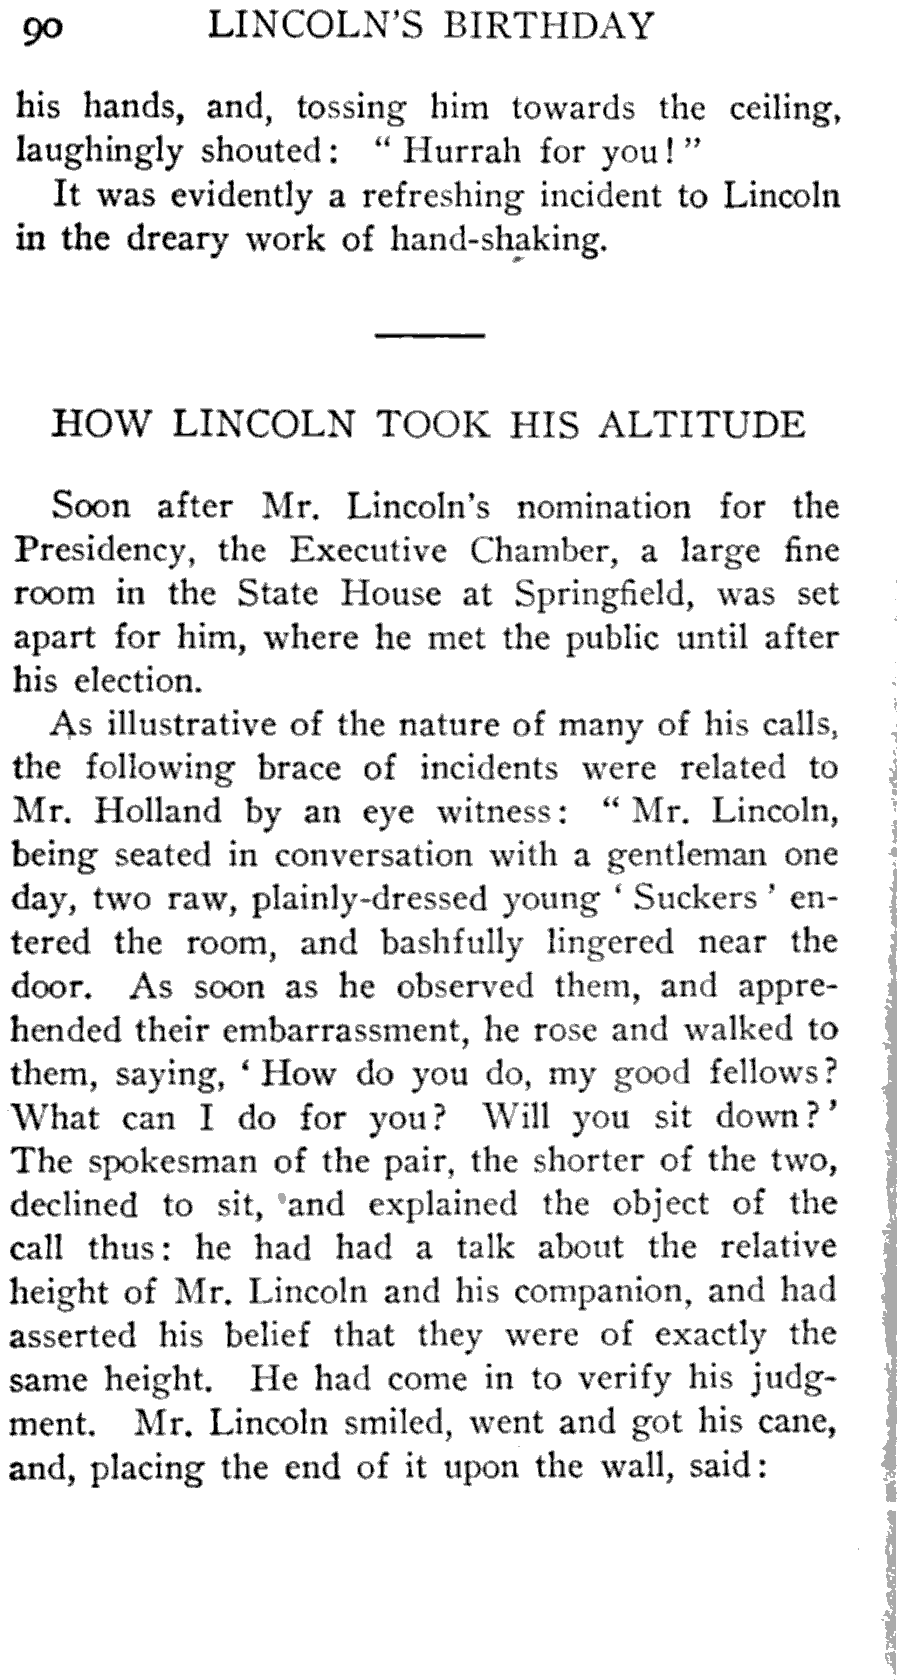 90 LINCOLN'S BIRTHDAY
his hands, and, tossing him towards the ceiling,
laughingly shouted: “ Hurrah for you! ”
It was evidently a refreshing incident to Lincoln
in the dreary work of hand-shaking.
HOW LINCOLN TOOK HIS ALTITUDE
Soon after Mr. Lincoln's nomination for the
Presidency, the Executive Chamber, a large fine
room in the State House at Springfield, was set
apart for him, where he met the public until after
his election.
As illustrative of the nature of many of his calls,
the following brace of incidents were related to
Mr. Holland by an eye witness: “ Mr. Lincoln,
being seated in conversation with a gentleman one
day, two raw, plainly-dressed young ‘ Suckers ’ en-
tered the room, and bashfully lingered near the
door. As soon as he observed them, and appre-
hended their embarrassment, he rose and walked to
them, saying, ‘ How do you do, my good fellows?
What can I do for you? Will you sit down?’
The spokesman of the pair, the shorter of the two,
declined to sit, and explained the object of the
call thus: he had had a talk about the relative
height of Mr. Lincoln and his companion, and had
asserted his belief that they were of exactly the
same height. He had come in to verify his judg-
ment. Mr. Lincoln smiled, went and got his cane,
and, placing the end of it upon the wall, said: